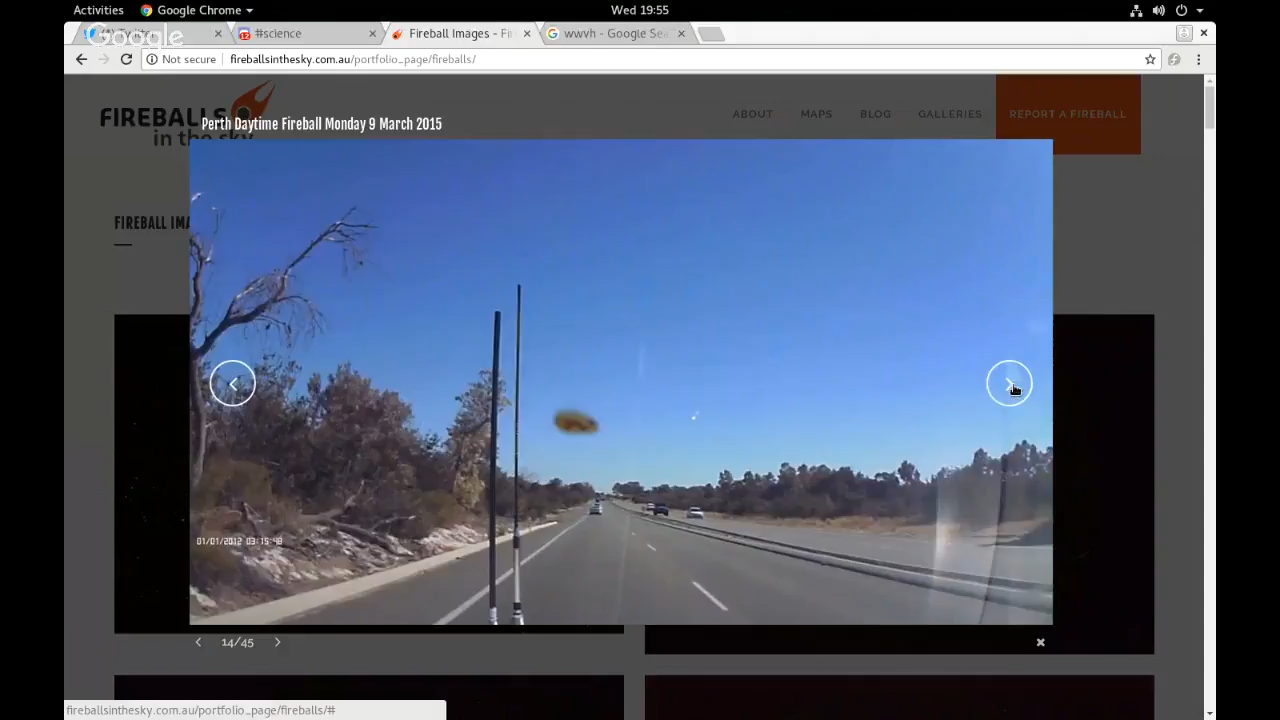 Activities
Google Chrome
Wed 19:55
Google
#science
Fireball Images - Fi
wwvh - Google Sea
Not secure
fireballsinthesky.com.au/portfolio_page/fireballs/
FIREBALLS
in the sky
ABOUT
MAPS
BLOG
GALLERIES
REPORT A FIREBALL
Perth Daytime Fireball Monday 9 March 2015
FIREBALL IMA
01/01/2012 03:15:48
14/45
fireballsinthesky.com.au/portfolio_page/fireballs/#